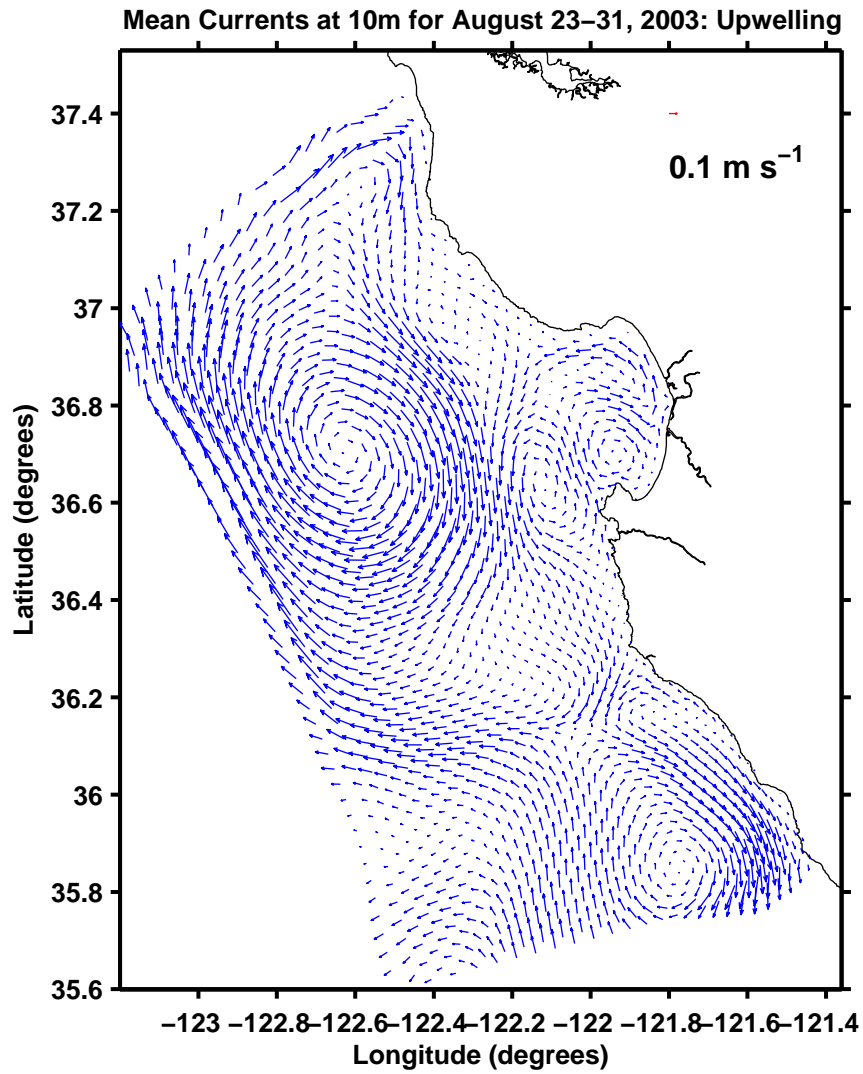 Mean Currents at 10m for August 23−31, 2003: Upwelling
37.4
0.1 m s−1
37.2
37
36.8
36.6
36.4
36.2
36
35.8
35.6
Latitude (degrees)
−123 −122.8 −122.6 −122.4 −122.2 −122 −121.8 −121.6 −121.4
Longitude (degrees)